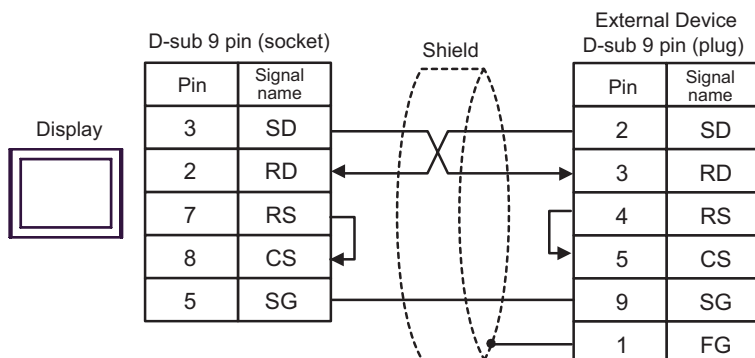 External Device
D-sub 9 pin (socket)
Shield
D-sub 9 pin (plug)
Pin Signal name
Pin Signal name
Display
3 SD
2 SD
2 RD
3 RD
7 RS
4 RS
8 CS
5 CS
5 SG
9 SG
1 FG